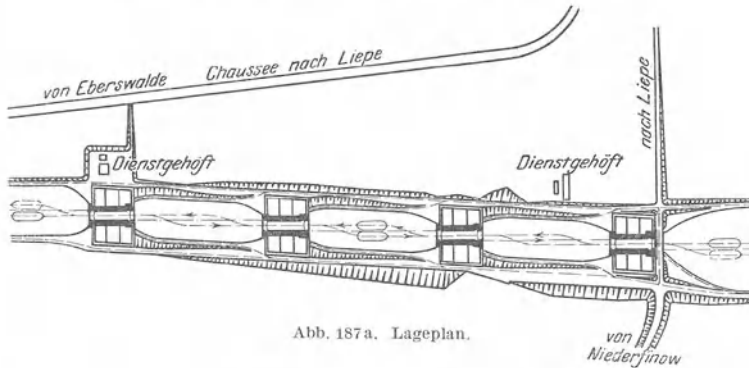 von Eberswalde Chaussee nach Liepe
nach Liepe
Dienstgehöft
Dienstgehöft
Abb. 187a. Lageplan.
von
Niederfinow